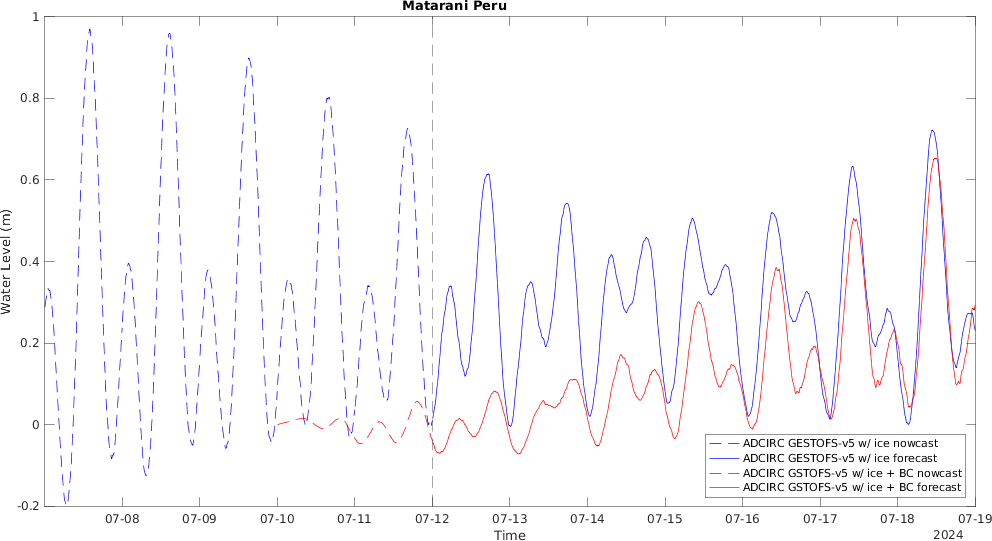 Matarani Peru
1
0.8
0.6
0.4
0.2
0
-0.2
Water Level (m)
07-08 07-09 07-10 07-11 07-12 07-13 07-14 07-15 07-16 07-17 07-18 07-19
Time
2024
ADCIRC GESTOFS-v5 w/ ice nowcast
ADCIRC GESTOFS-v5 w/ ice forecast
ADCIRC GSTOFS-v5 w/ ice + BC nowcast
ADCIRC GSTOFS-v5 w/ ice + BC forecast